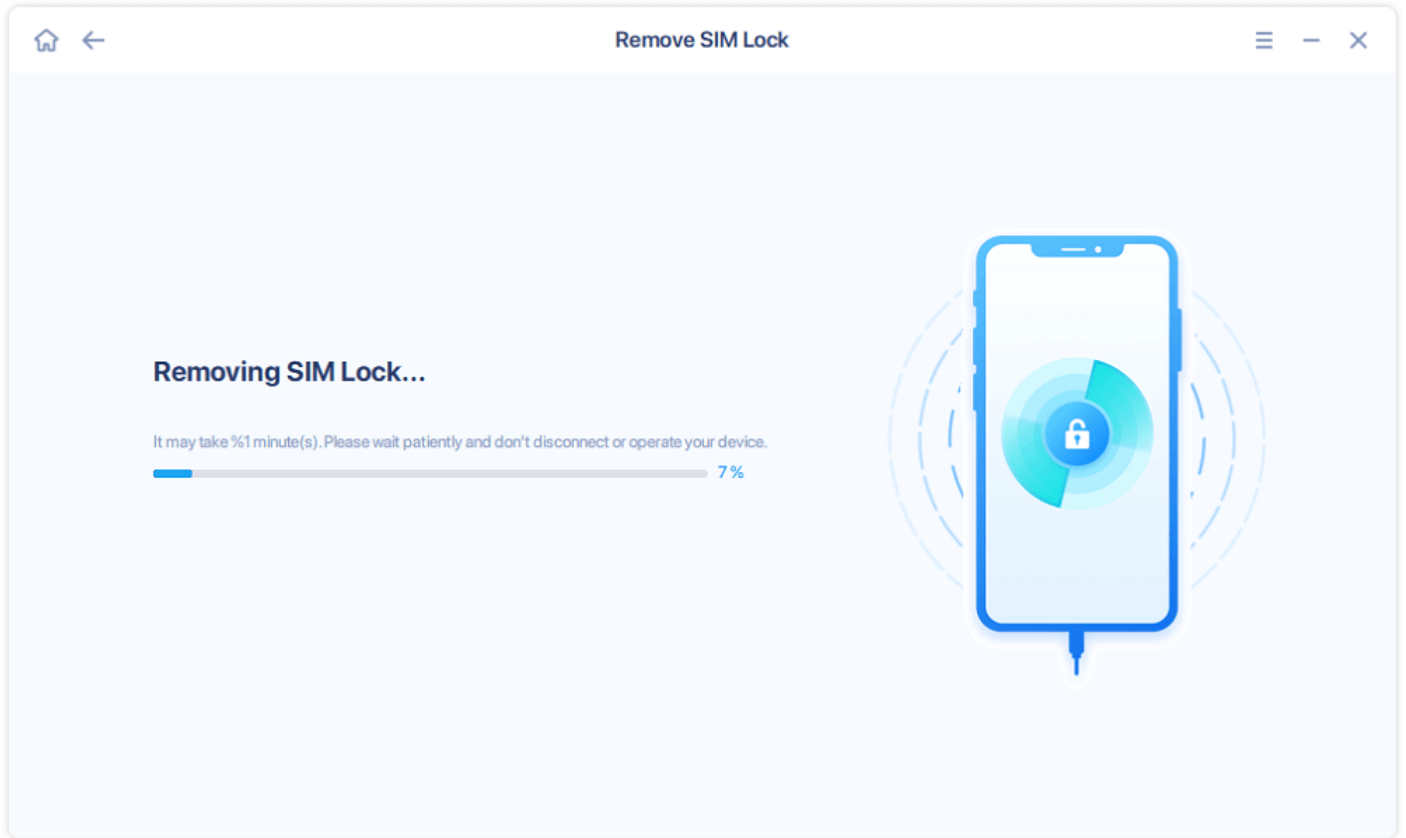 Remove SIM Lock
Removing SIM Lock...
It may take %1 minute(s). Please wait patiently and don't disconnect or operate your device.
7%